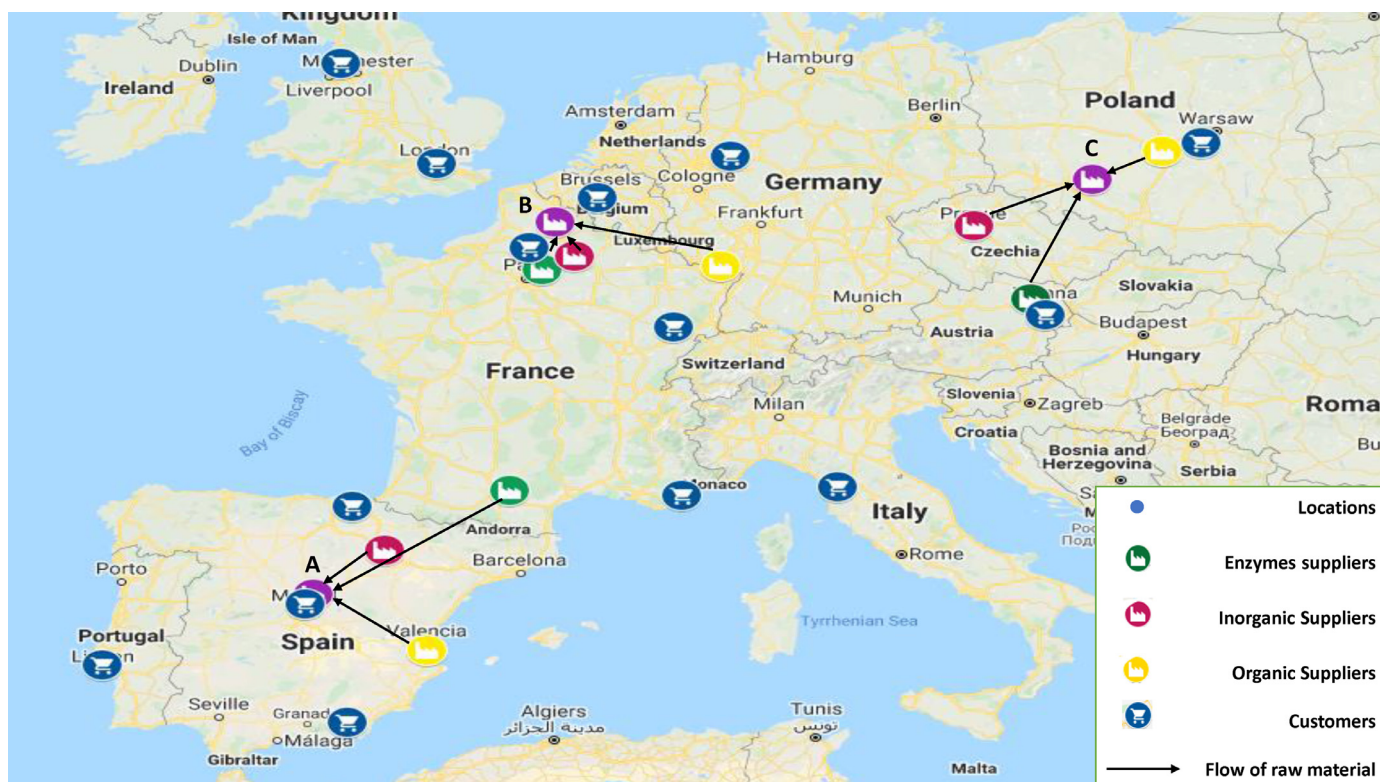 Kingdom
Isle of Man
Dublin
Ireland
Liverpool
London
Hamburg
Berlin
Poland
Warsaw
Amsterdam
Netherlands
Brussels
Belgium
Cologne
Germany
C
B
Frankfurt
Luxembourg
Czechia
Munich
Slovakia
Austria
Budapest
Hungary
France
Switzerland
Milan
Slovenia
Zagreb
Croatia
Roma
Belgrade
Београд
Bosnia and
Herzegovina
Serbia
Bay of Biscay
Monaco
Italy
Andorra
Rome
Barcelona
Porto
A
Spain
Valencia
Portugal
Tyrrhenian Sea
Seville
Granad
Málaga
Gibraltar
Algiers
مدينة الجزائر
Tunis
تونس
Malta
Locations
Enzymes suppliers
Inorganic Suppliers
Organic Suppliers
Customers
Flow of raw material